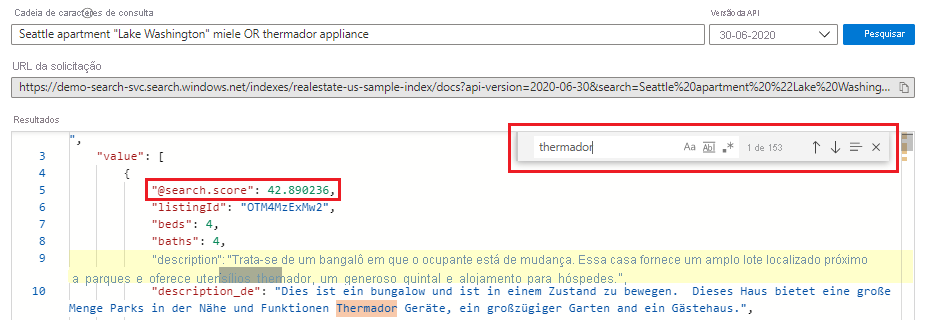 Cadeia de caracteres de consulta
Versão da API
Seattle apartment "Lake Washington" miele OR thermador appliance
30-06-2020
Pesquisar
URL da solicitação
https://demo-search-svc.search.windows.net/indexes/realestate-us-sample-index/docs?api-version=2020-06-30&search=Seattle%20apartment%20%22Lake%20Washing...
Resultados
",
thermador
Aa Abl .* 1 de 153
3 "value": [
4 {
5 "@search.score": 42.890236,
6 "listingId": "OTM4MzExMw2",
7 "beds": 4,
8 "baths": 4,
9 "description": "Trata-se de um bangalô em que o ocupante está de mudança. Essa casa fornece um amplo lote localizado próximo
a parques e oferece utensílios themador, um generoso quintal e alojamento para hóspedes.",
10 "description_de": "Dies ist ein bungalow und ist in einem Zustand zu bewegen. Dieses Haus bietet eine große
Menge Parks in der Nähe und Funktionen Thermador Geräte, ein großzügiger Garten and ein Gästehaus.",